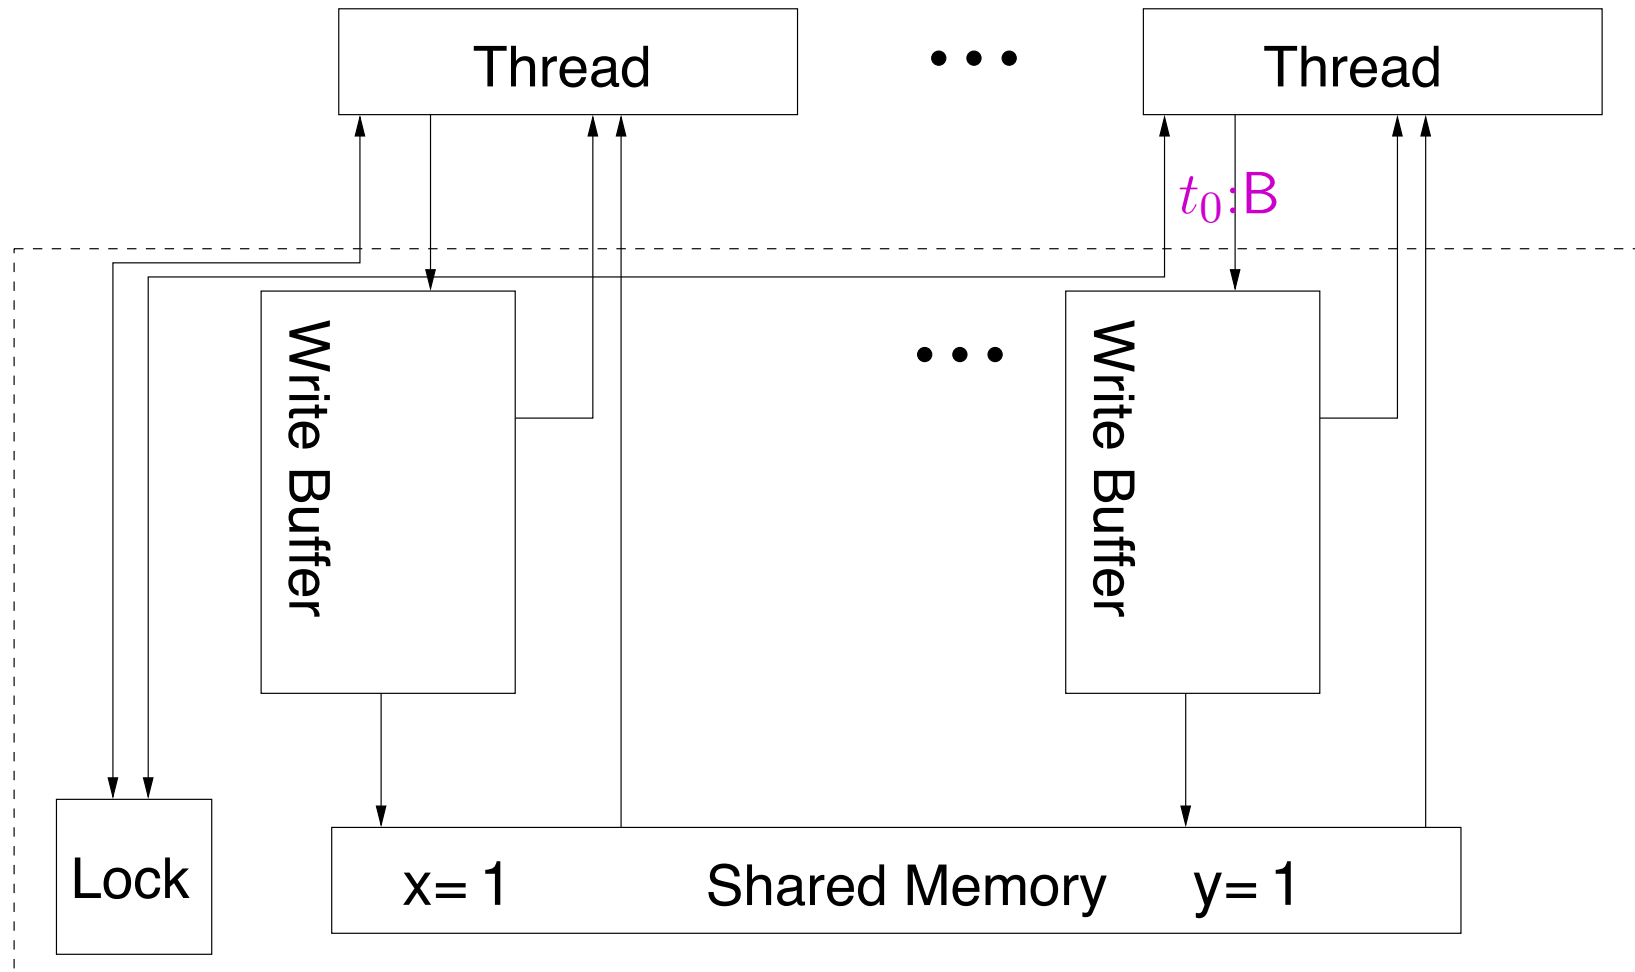 Thread
• • •
Thread
t₀:B
Write Buffer
• • •
Write Buffer
Lock
x= 1
Shared Memory
y= 1